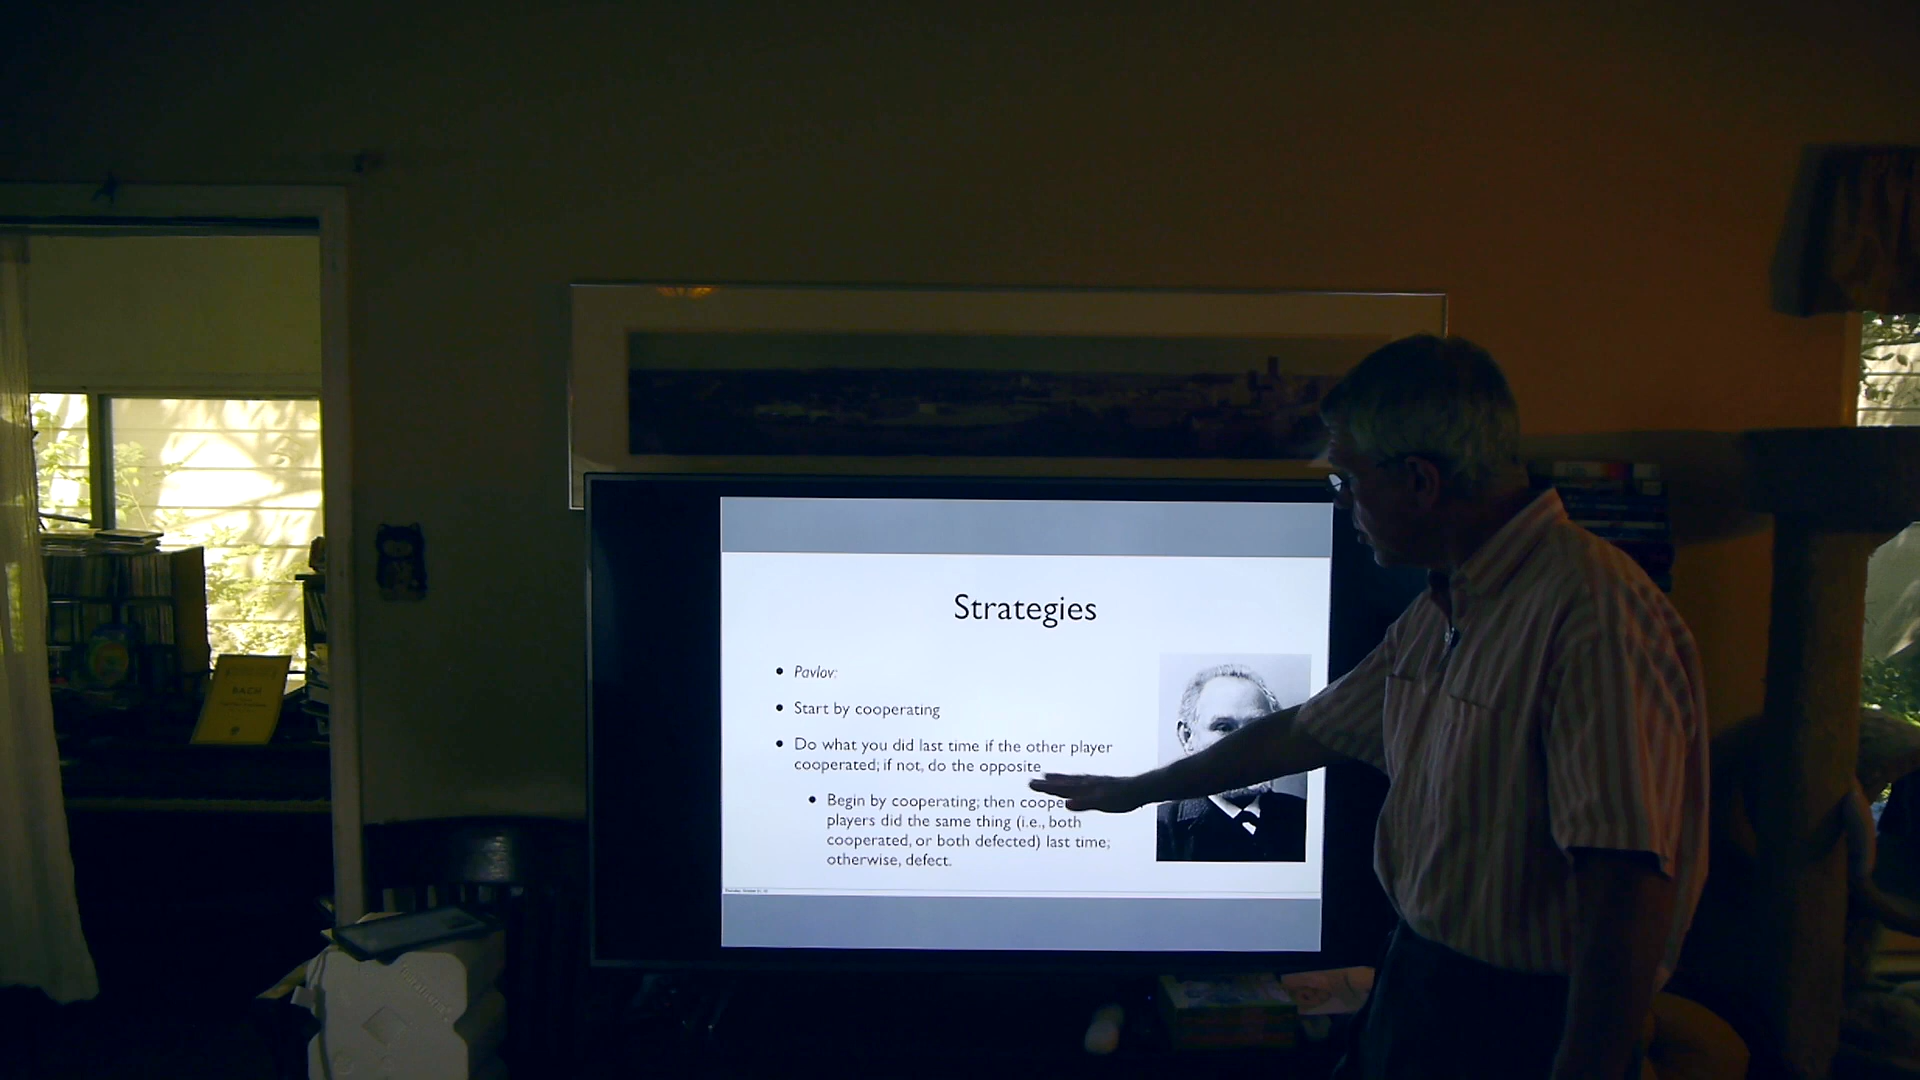 Strategies
Pavlov:
Start by cooperating
Do what you did last time if the other player
cooperated; if not, do the opposite
Begin by cooperating; then coope
players did the same thing (i.e., both
cooperated, or both defected) last time;
otherwise, defect.
BACH